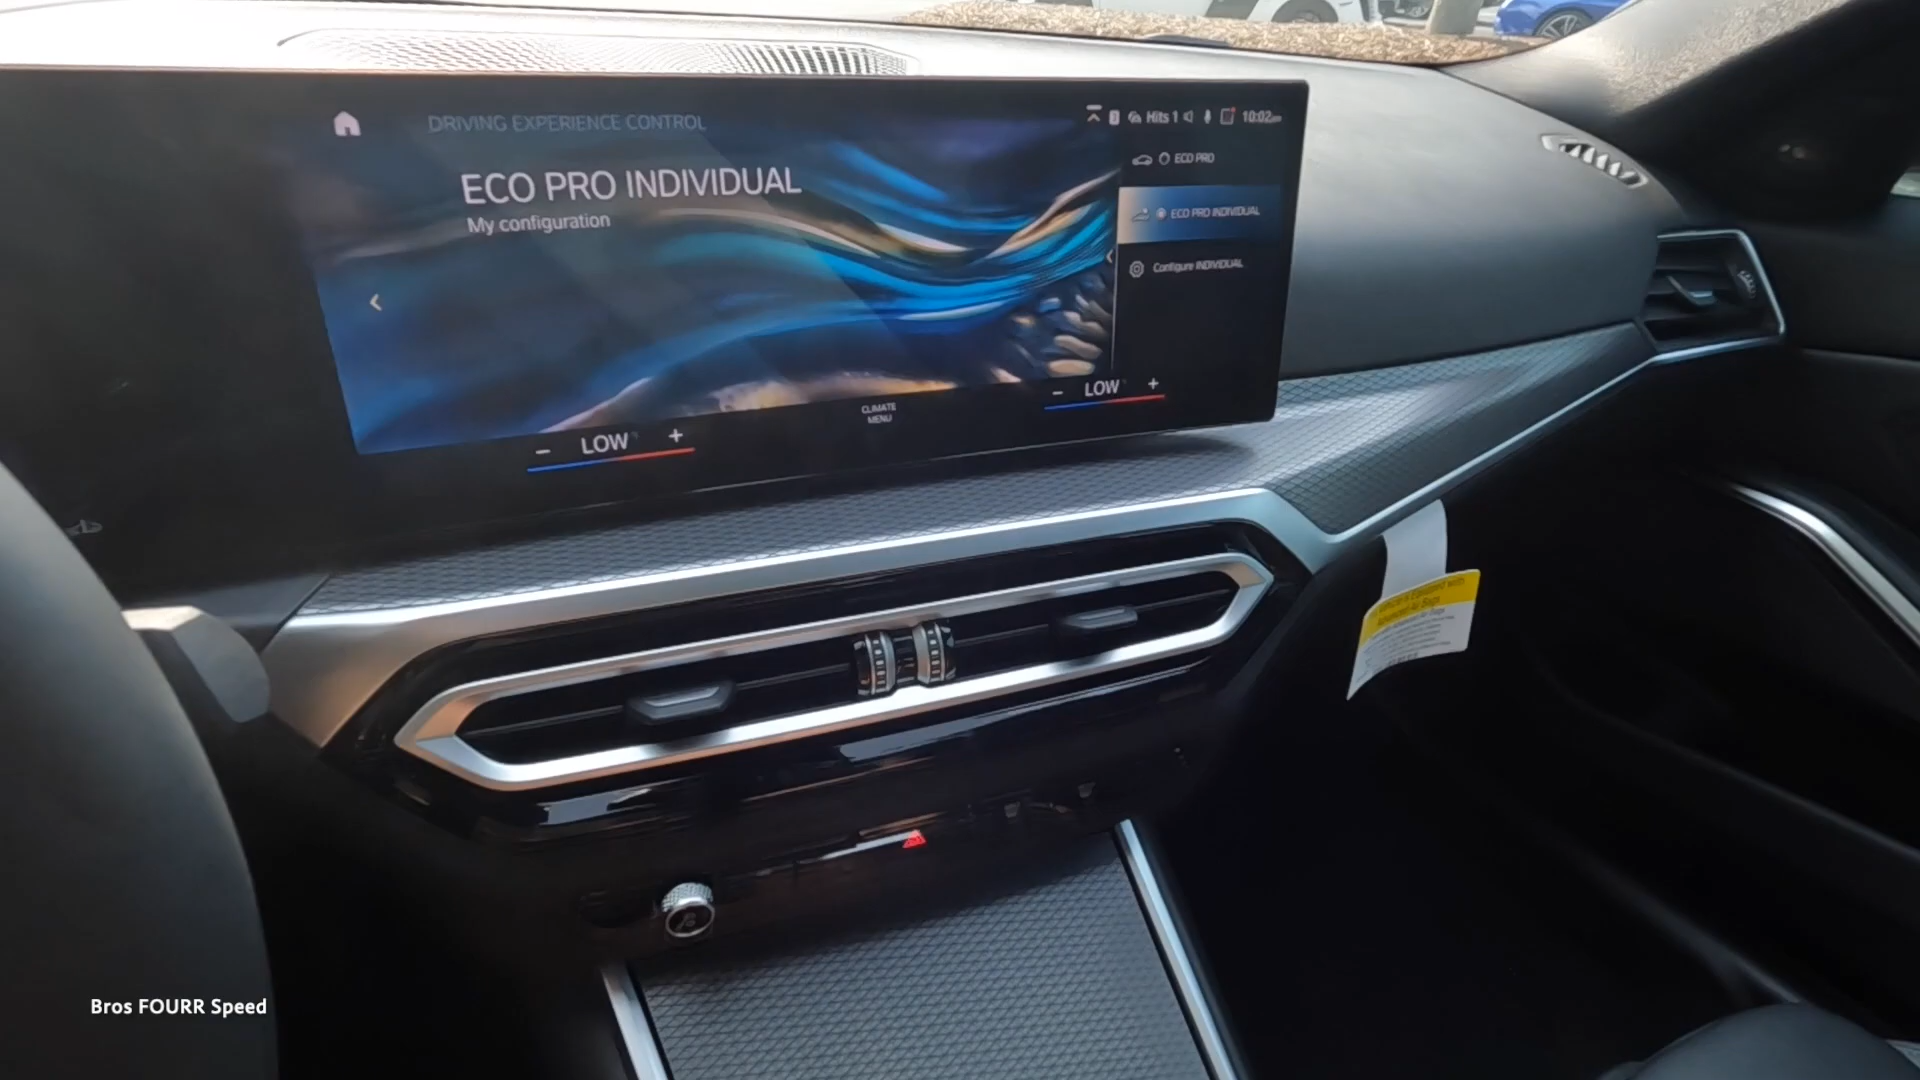 DRIVING EXPERIENCE CONTROL
Hits 1
10:02
ECO PRO INDIVIDUAL
My configuration
ECO PRO
ECO PRO INDIVIDUAL
Configure INDIVIDUAL
− LOW +
CLIMATE
MENU
− LOW +
Bros FOURR Speed